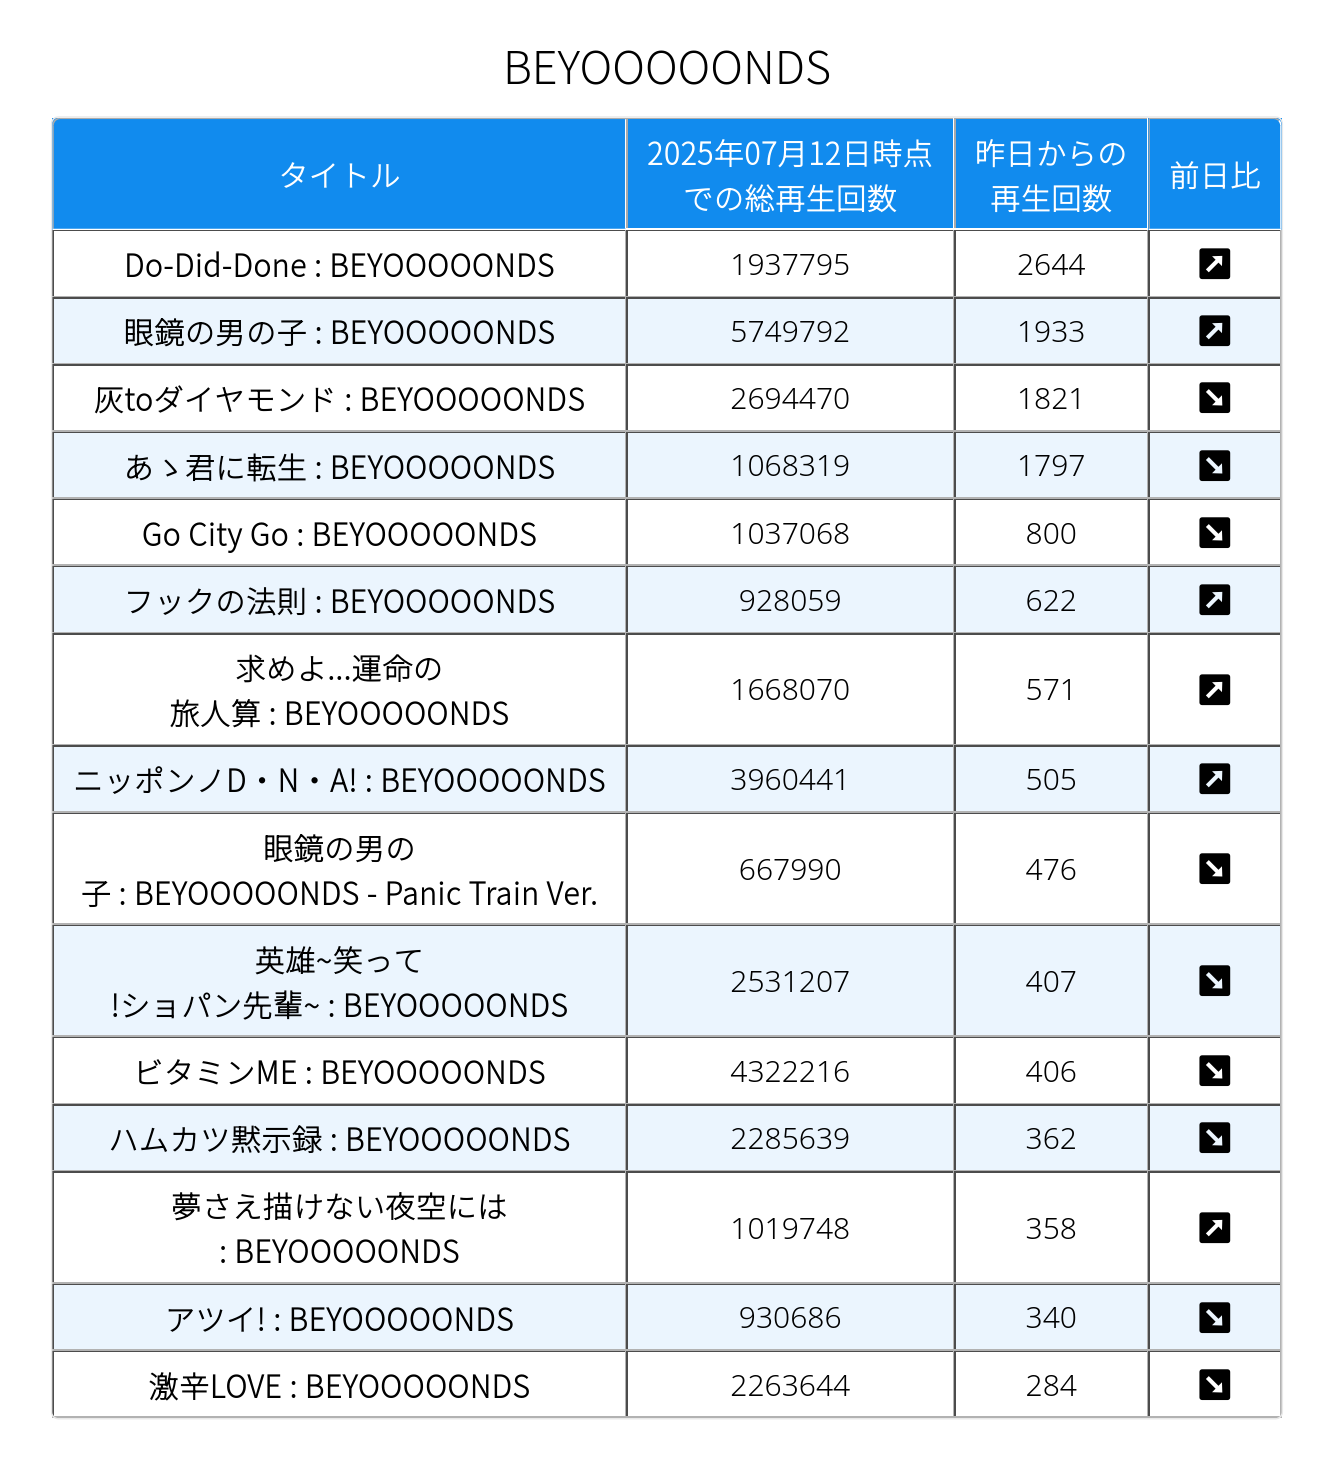 BEYOOOOONDS
タイトル
2025年07月12日時点
での総再生回数
昨日からの
再生回数
前日比
Do-Did-Done : BEYOOOOONDS
1937795
2644
眼鏡の男の子 : BEYOOOOONDS
5749792
1933
灰toダイヤモンド : BEYOOOOONDS
2694470
1821
あゝ君に転生 : BEYOOOOONDS
1068319
1797
Go City Go : BEYOOOOONDS
1037068
800
フックの法則 : BEYOOOOONDS
928059
622
求めよ...運命の
旅人算 : BEYOOOOONDS
1668070
571
ニッポンノD・N・A! : BEYOOOOONDS
3960441
505
眼鏡の男の
子 : BEYOOOOONDS - Panic Train Ver.
667990
476
英雄~笑って
!ショパン先輩~ : BEYOOOOONDS
2531207
407
ビタミンME : BEYOOOOONDS
4322216
406
ハムカツ黙示録 : BEYOOOOONDS
2285639
362
夢さえ描けない夜空には
: BEYOOOOONDS
1019748
358
アツイ! : BEYOOOOONDS
930686
340
激辛LOVE : BEYOOOOONDS
2263644
284